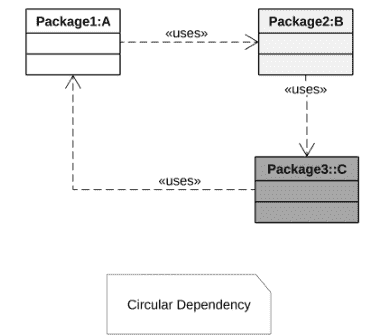 Package1:A
Package2:B
«uses»
«uses»
Package3::C
«uses»
Circular Dependency